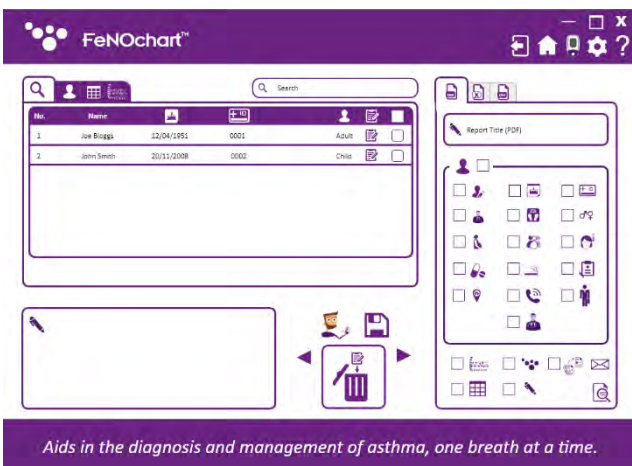 FeNOchart™
Search
No. Name ID
1 Joe Bloggs 12/04/1951 0001 Adult
2 John Smith 20/11/2008 0002 Child
Report Title (PDF)
Aids in the diagnosis and management of asthma, one breath at a time.